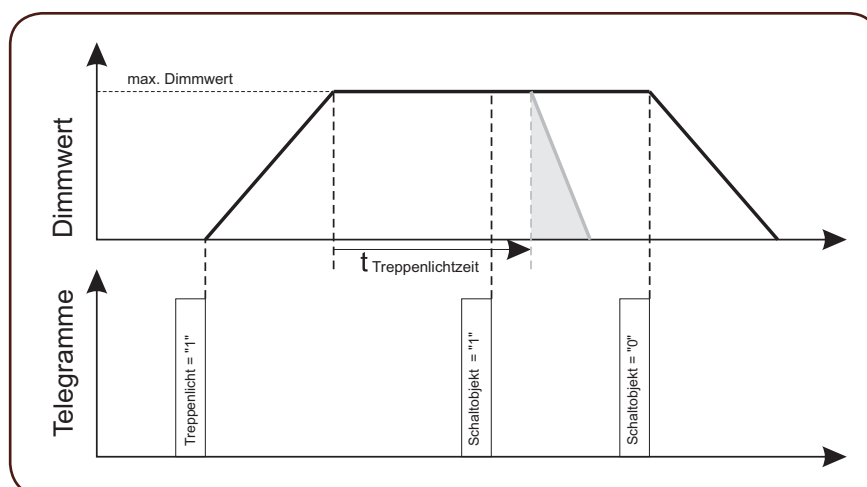 Dimmwert
max. Dimmwert
t Treppenlichtzeit
Telegramme
Treppenlicht = "1"
Schaltobjekt = "1"
Schaltobjekt = "0"